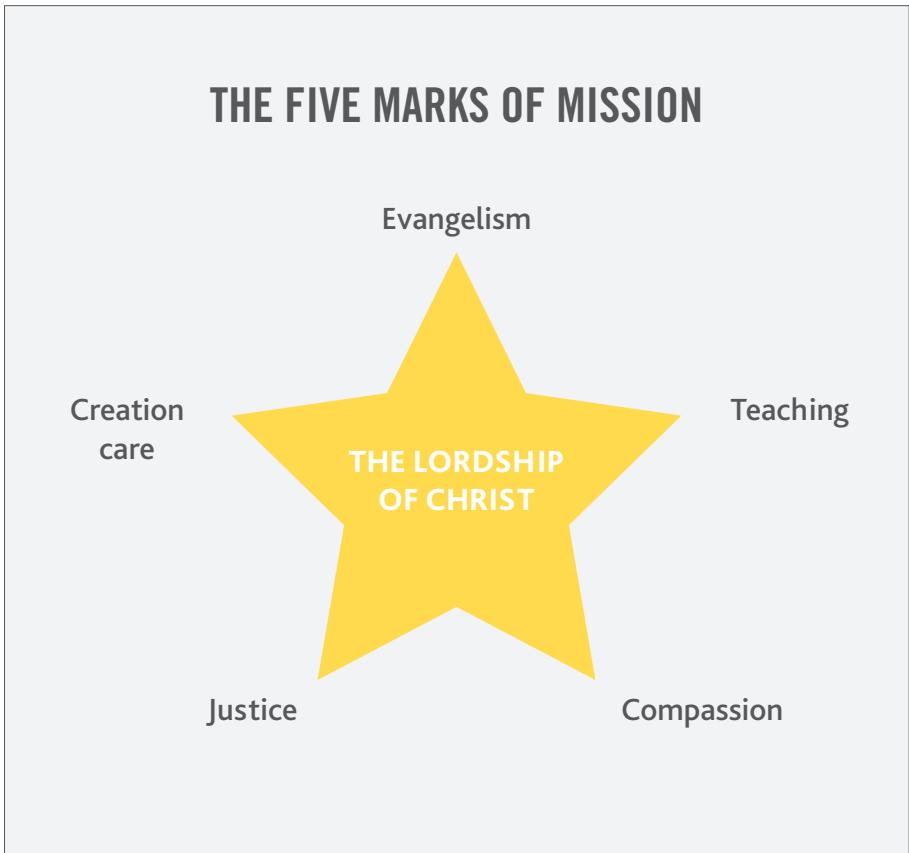 THE FIVE MARKS OF MISSION
Evangelism
Creation
care
Teaching
THE LORDSHIP
OF CHRIST
Justice
Compassion